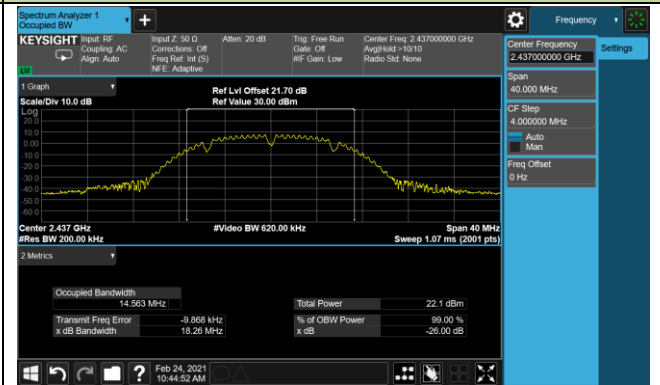 Spectrum Analyzer 1
Occupied BW
+
Frequency
KEYSIGHT
Input: RF
Coupling: AC
Align: Auto
Input Z: 50 Ω
Corrections: Off
Freq Ref: Int (S)
NFE: Adaptive
Atten: 20 dB
Trig: Free Run
Gate: Off
#IF Gain: Low
Center Freq: 2.437000000 GHz
Avg|Hold:>10/10
Radio Std: None
Center Frequency
2.437000000 GHz
Settings
Span
40.000 MHz
CF Step
4.000000 MHz
Auto
Man
Freq Offset
0 Hz
1 Graph
Scale/Div 10.0 dB
Ref Lvl Offset 21.70 dB
Ref Value 30.00 dBm
Log
20.0
10.0
0.00
-10.0
-20.0
-30.0
-40.0
-50.0
-60.0
Center 2.437 GHz
#Video BW 620.00 kHz
Span 40 MHz
#Res BW 200.00 kHz
Sweep 1.07 ms (2001 pts)
2 Metrics
Occupied Bandwidth
14.563 MHz
Total Power 22.1 dBm
Transmit Freq Error -9.868 kHz
% of OBW Power 99.00 %
x dB Bandwidth 18.26 MHz
x dB -26.00 dB
?
Feb 24, 2021
10:44:52 AM